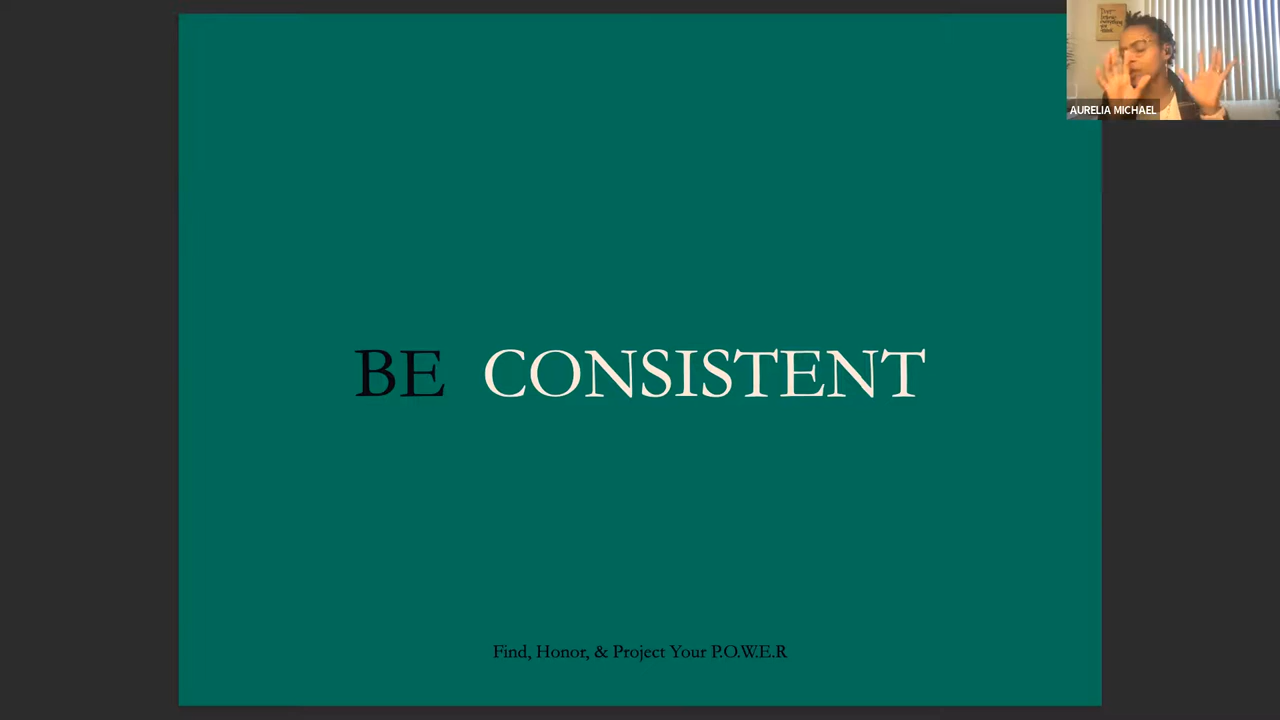 AURELIA MICHAEL
BE CONSISTENT
Find, Honor, & Project Your P.O.W.E.R